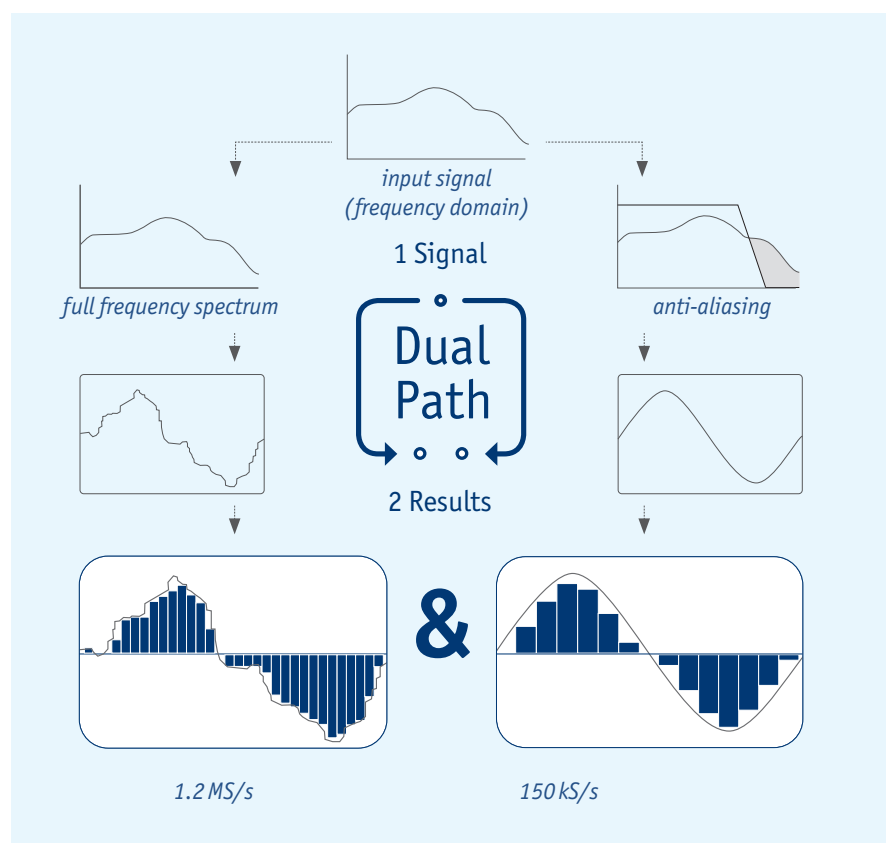 input signal
(frequency domain)
1 Signal
full frequency spectrum
anti-aliasing
Dual
Path
2 Results
&
1.2 MS/s
150 kS/s